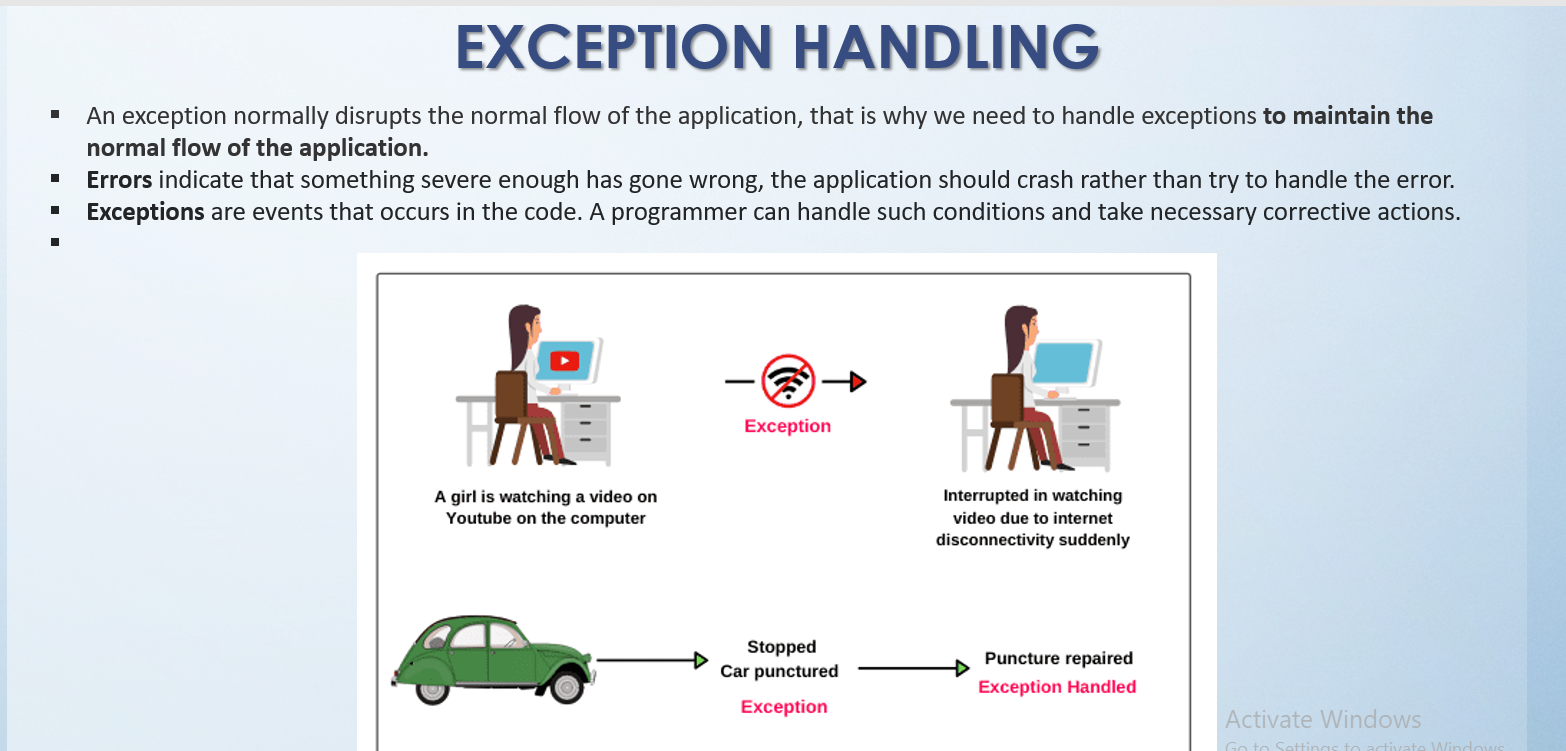 EXCEPTION HANDLING
An exception normally disrupts the normal flow of the application, that is why we need to handle exceptions to maintain the
normal flow of the application.
Errors indicate that something severe enough has gone wrong, the application should crash rather than try to handle the error.
Exceptions are events that occurs in the code. A programmer can handle such conditions and take necessary corrective actions.
Exception
A girl is watching a video on
Youtube on the computer
Interrupted in watching
video due to internet
disconnectivity suddenly
Stopped
Car punctured
Exception
Puncture repaired
Exception Handled
Activate Windows
Go to Settings to activate Windows.